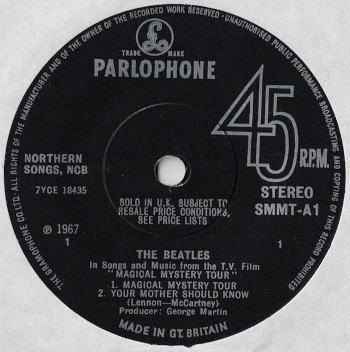 THE GRAMOPHONE CO. LTD. ALL RIGHTS OF THE MANUFACTURER AND OF THE OWNER OF THE RECORDED WORK RESERVED · UNAUTHORISED PUBLIC PERFORMANCE BROADCASTING AND COPYING OF THIS RECORD PROHIBITED
TRADE MARK
PARLOPHONE
45
R.P.M.
NORTHERN
SONGS, NCB
7YCE 18435
STEREO
SMMT-A1
SOLD IN U.K. SUBJECT TO
RESALE PRICE CONDITIONS,
SEE PRICE LISTS
℗ 1967
1
1
THE BEATLES
In Songs and Music from the T.V. Film
"MAGICAL MYSTERY TOUR"
1. MAGICAL MYSTERY TOUR
2. YOUR MOTHER SHOULD KNOW
(Lennon—McCartney)
Producer: George Martin
MADE IN GT. BRITAIN